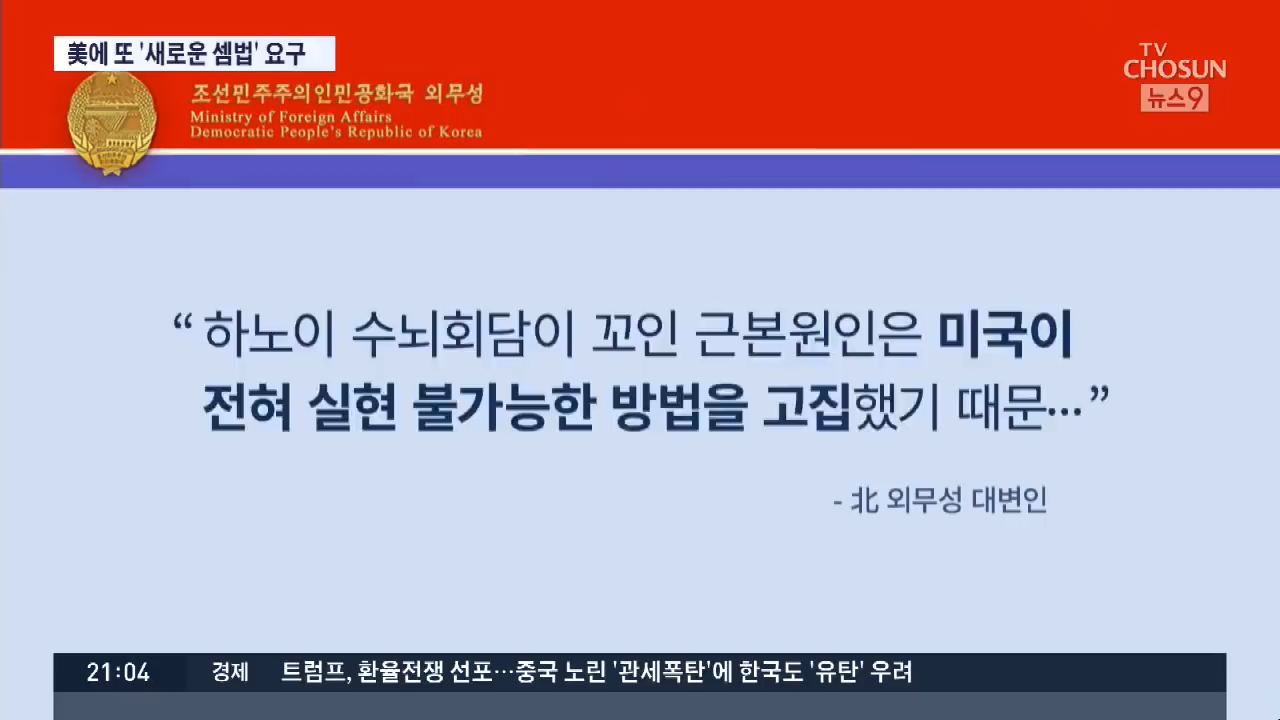 美에 또 '새로운 셈법' 요구
TV
CHOSUN
뉴스9
조선민주주의인민공화국 외무성
Ministry of Foreign Affairs
Democratic People's Republic of Korea
“ 하노이 수뇌회담이 꼬인 근본원인은 미국이
전혀 실현 불가능한 방법을 고집했기 때문… ”
- 北 외무성 대변인
21:04 경제 트럼프, 환율전쟁 선포…중국 노린 '관세폭탄'에 한국도 '유탄' 우려